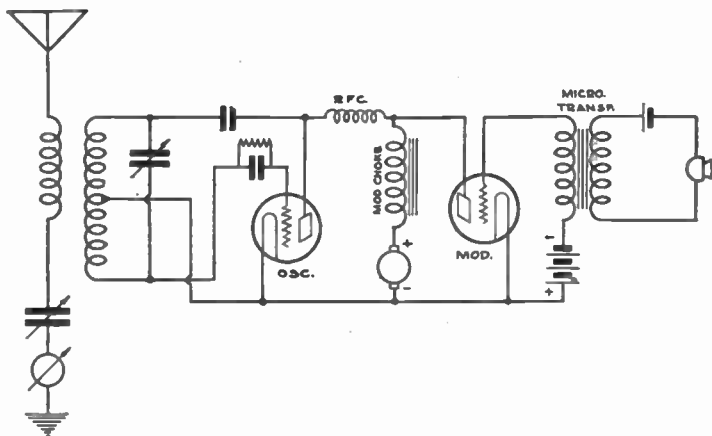 R.F.C.
MICRO.
TRANSF.
MOD CHOKE
+
-
OSC.
MOD.
-
+